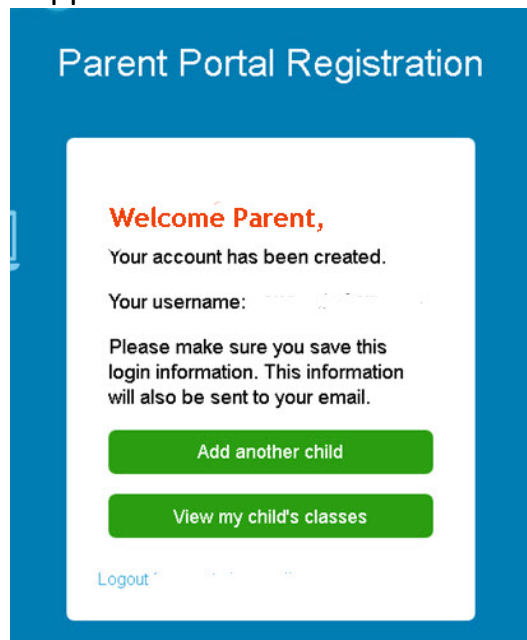 Parent Portal Registration
Welcome Parent,
Your account has been created.
Your username:
Please make sure you save this
login information. This information
will also be sent to your email.
Add another child
View my child's classes
Logout